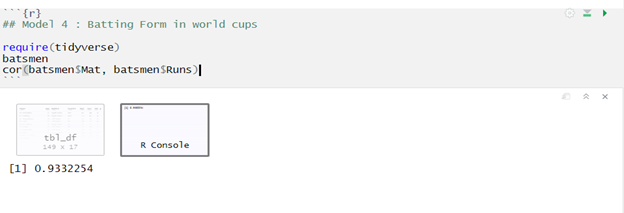 ```{r}
## Model 4 : Batting Form in world cups
require(tidyverse)
batsmen
cor(batsmen$Mat, batsmen$Runs)
```
tbl_df
149 x 17
R Console
[1] 0.9332254